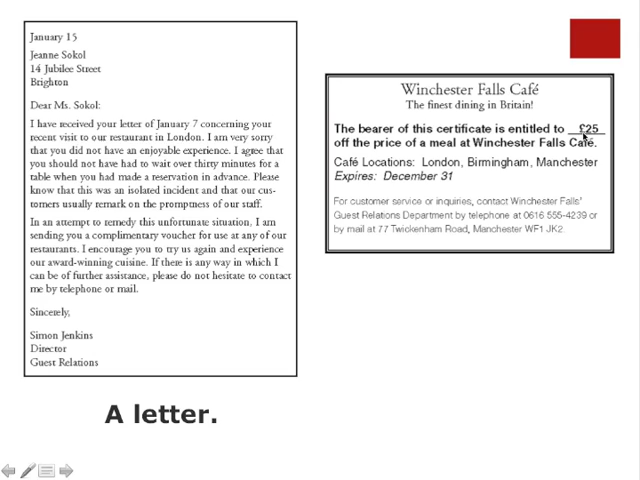 January 15
Jeanne Sokol
14 Jubilee Street
Brighton
Dear Ms. Sokol:
I have received your letter of January 7 concerning your
recent visit to our restaurant in London. I am very sorry
that you did not have an enjoyable experience. I agree that
you should not have had to wait over thirty minutes for a
table when you had made a reservation in advance. Please
know that this was an isolated incident and that our cus-
tomers usually remark on the promptness of our staff.
In an attempt to remedy this unfortunate situation, I am
sending you a complimentary voucher for use at any of our
restaurants. I encourage you to try us again and experience
our award-winning cuisine. If there is any way in which I
can be of further assistance, please do not hesitate to contact
me by telephone or mail.
Sincerely,
Simon Jenkins
Director
Guest Relations
A letter.
Winchester Falls Café
The finest dining in Britain!
The bearer of this certificate is entitled to £25
off the price of a meal at Winchester Falls Café.
Café Locations: London, Birmingham, Manchester
Expires: December 31
For customer service or inquiries, contact Winchester Falls'
Guest Relations Department by telephone at 0616 555-4239 or
by mail at 77 Twickenham Road, Manchester WF1 JK2.